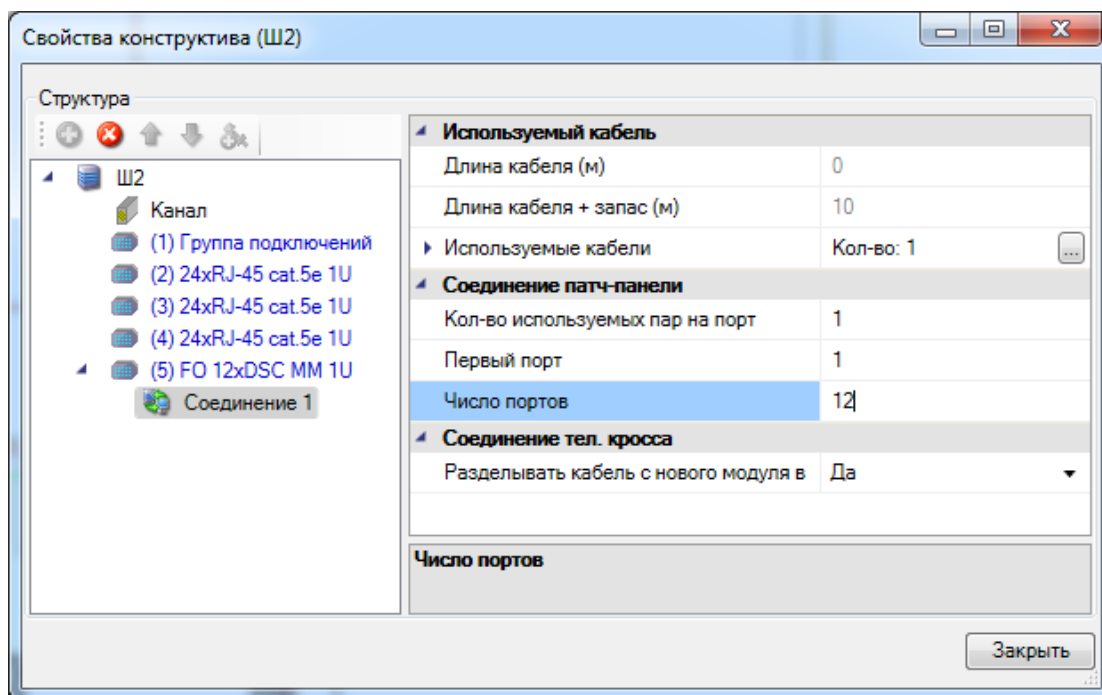 Свойства конструктива (Ш2)
Структура
Ш2
Канал
(1) Группа подключений
(2) 24xRJ-45 cat.5e 1U
(3) 24xRJ-45 cat.5e 1U
(4) 24xRJ-45 cat.5e 1U
(5) FO 12xDSC MM 1U
Соединение 1
Используемый кабель
Длина кабеля (м) 0
Длина кабеля + запас (м) 10
Используемые кабели Кол-во: 1 ...
Соединение патч-панели
Кол-во используемых пар на порт 1
Первый порт 1
Число портов 12
Соединение тел. кросса
Разделывать кабель с нового модуля в Да
Число портов
Закрыть